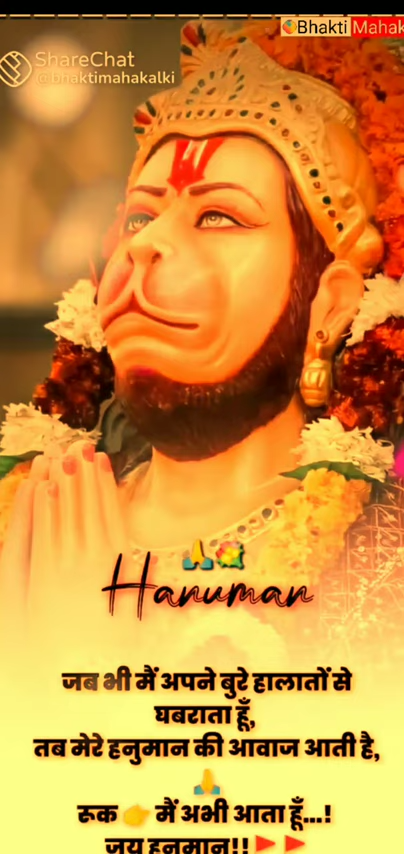 Bhakti Mahak
ShareChat
@bhaktimahakalki
🙏💐
Hanuman
जब भी मैं अपने बुरे हालातों से
घबराता हूँ,
तब मेरे हनुमान की आवाज आती है,
🙏
रूक 👉 मैं अभी आता हूँ...!
जय हनुमान!! 🚩 🚩